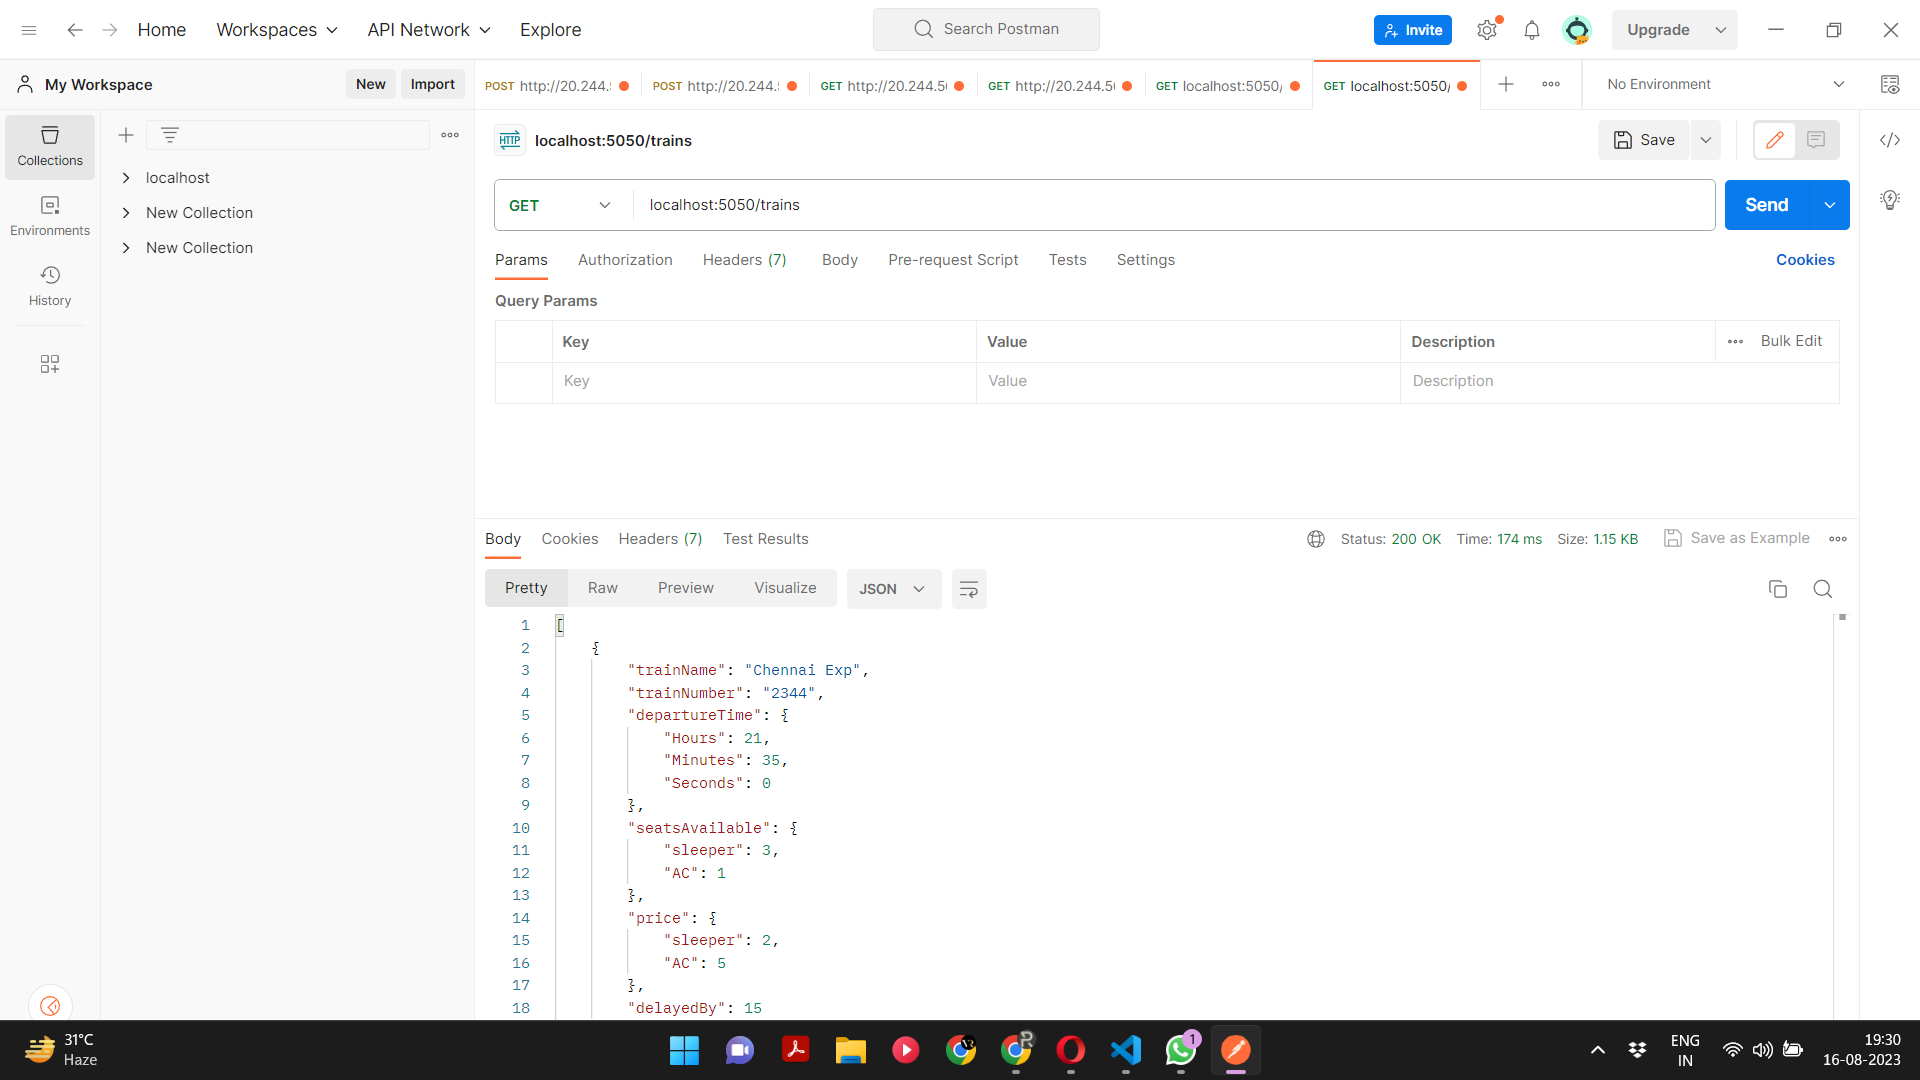 Home
Workspaces
API Network
Explore
Search Postman
Invite
Upgrade
My Workspace
New
Import
POST http://20.244.
POST http://20.244.
GET http://20.244.5
GET http://20.244.5
GET localhost:5050/
GET localhost:5050/
No Environment
Collections
Environments
History
localhost
New Collection
New Collection
HTTP
localhost:5050/trains
Save
GET
localhost:5050/trains
Send
Params
Authorization
Headers (7)
Body
Pre-request Script
Tests
Settings
Cookies
Query Params
Key
Value
Description
Bulk Edit
Key
Value
Description
Body
Cookies
Headers (7)
Test Results
Status: 200 OK
Time: 174 ms
Size: 1.15 KB
Save as Example
Pretty
Raw
Preview
Visualize
JSON
1 [
2 {
3 "trainName": "Chennai Exp",
4 "trainNumber": "2344",
5 "departureTime": {
6 "Hours": 21,
7 "Minutes": 35,
8 "Seconds": 0
9 },
10 "seatsAvailable": {
11 "sleeper": 3,
12 "AC": 1
13 },
14 "price": {
15 "sleeper": 2,
16 "AC": 5
17 },
18 "delayedBy": 15
31°C
Haze
VR
R
1
ENG
IN
19:30
16-08-2023